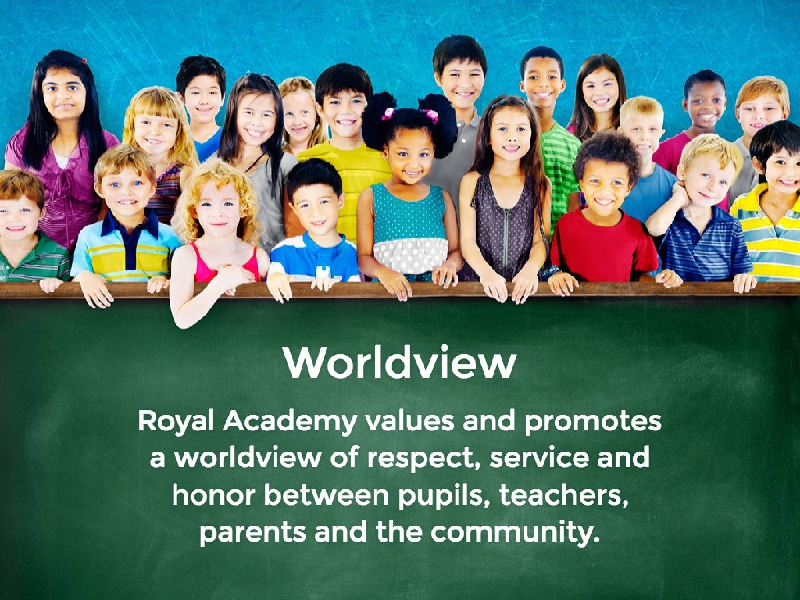 Worldview
Royal Academy values and promotes
a worldview of respect, service and
honor between pupils, teachers,
parents and the community.